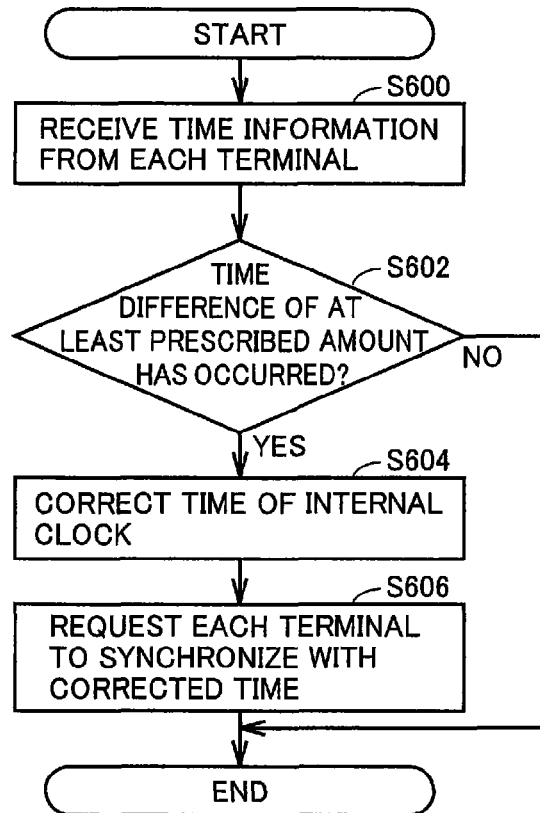 START
S600
RECEIVE TIME INFORMATION
FROM EACH TERMINAL
S602
TIME
DIFFERENCE OF AT
LEAST PRESCRIBED AMOUNT
HAS OCCURRED?
NO
YES
S604
CORRECT TIME OF INTERNAL
CLOCK
S606
REQUEST EACH TERMINAL
TO SYNCHRONIZE WITH
CORRECTED TIME
END